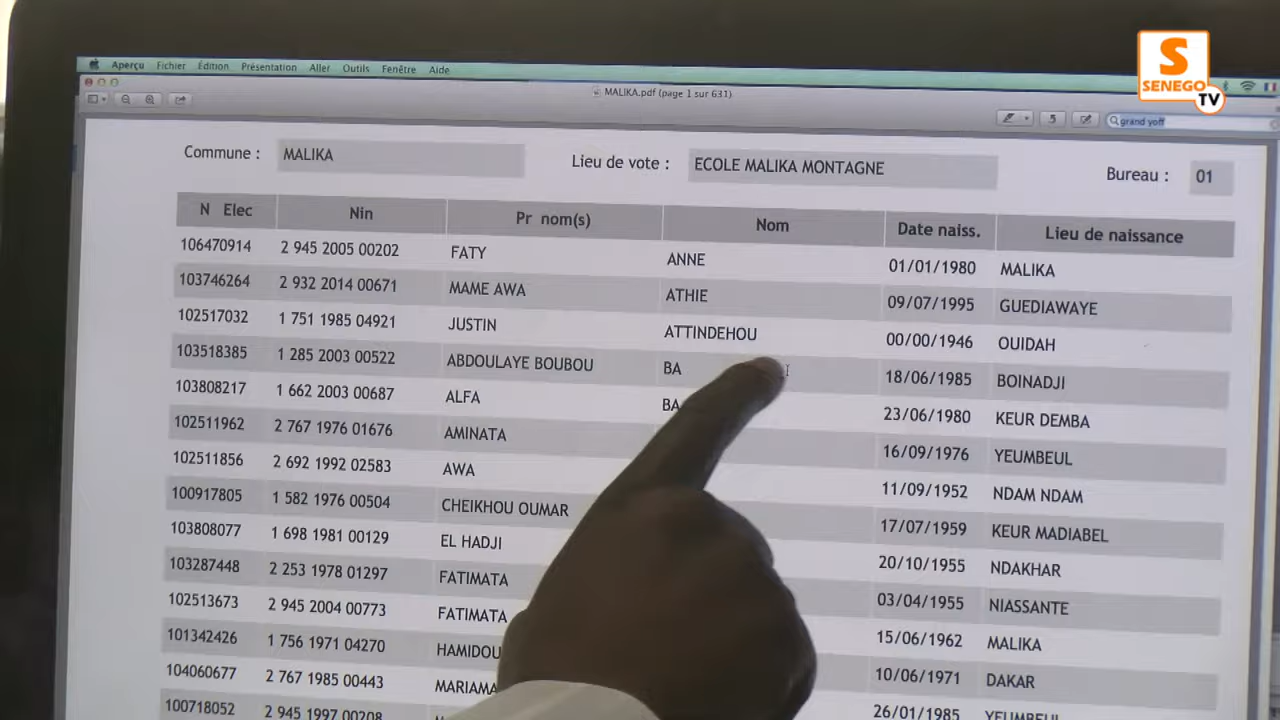 S
SENEGO
TV
Aperçu Fichier Édition Présentation Aller Outils Fenêtre Aide
MALIKA.pdf (page 1 sur 631)
5 grand yoff
Commune : MALIKA Lieu de vote : ECOLE MALIKA MONTAGNE Bureau : 01
N Elec Nin Pr nom(s) Nom Date naiss. Lieu de naissance
106470914 2 945 2005 00202 FATY ANNE 01/01/1980 MALIKA
103746264 2 932 2014 00671 MAME AWA ATHIE 09/07/1995 GUEDIAWAYE
102517032 1 751 1985 04921 JUSTIN ATTINDEHOU 00/00/1946 OUIDAH
103518385 1 285 2003 00522 ABDOULAYE BOUBOU BA 18/06/1985 BOINADJI
103808217 1 662 2003 00687 ALFA BA 23/06/1980 KEUR DEMBA
102511962 2 767 1976 01676 AMINATA 16/09/1976 YEUMBEUL
102511856 2 692 1992 02583 AWA 11/09/1952 NDAM NDAM
100917805 1 582 1976 00504 CHEIKHOU OUMAR 17/07/1959 KEUR MADIABEL
103808077 1 698 1981 00129 EL HADJI 20/10/1955 NDAKHAR
103287448 2 253 1978 01297 FATIMATA 03/04/1955 NIASSANTE
102513673 2 945 2004 00773 FATIMATA 15/06/1962 MALIKA
101342426 1 756 1971 04270 HAMIDOU 10/06/1971 DAKAR
104060677 2 767 1985 00443 MARIAMA 26/01/1985 YEUMBEUL
100718052 2 945 1997 00208